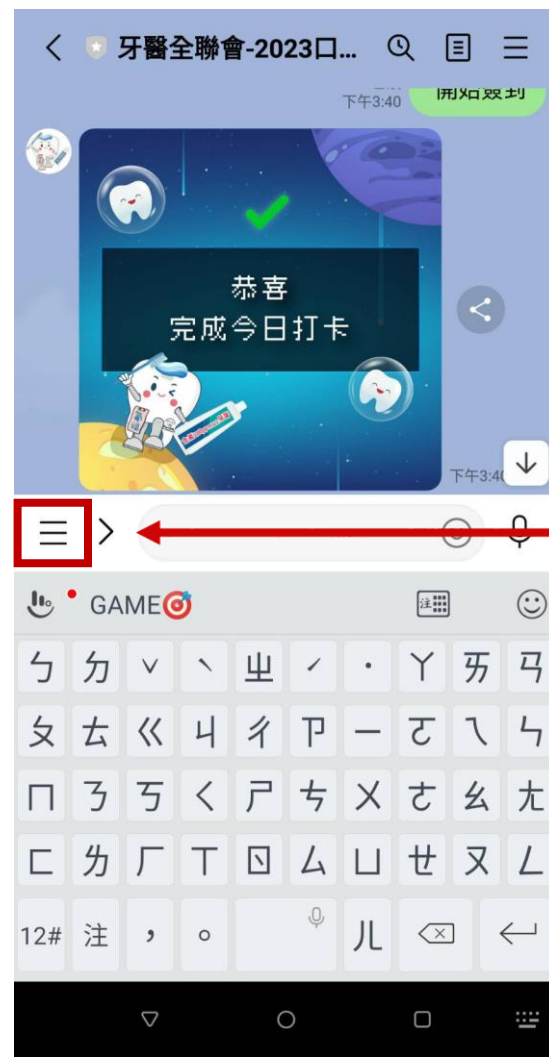 牙醫全聯會-2023口...
下午3:40
開始簽到
恭喜
完成今日打卡
下午3:4
GAME
注
ㄅ ㄉ ˇ ˋ ㄓ ˊ ˙ ㄚ ㄞ ㄢ
ㄆ ㄊ ㄍ ㄐ ㄔ ㄗ ㄧ ㄛ ㄟ ㄣ
ㄇ ㄋ ㄎ ㄑ ㄕ ㄘ ㄨ ㄜ ㄠ ㄤ
ㄈ ㄌ ㄏ ㄒ ㄖ ㄙ ㄩ ㄝ ㄡ ㄥ
12# 注 , 。 ㄦ